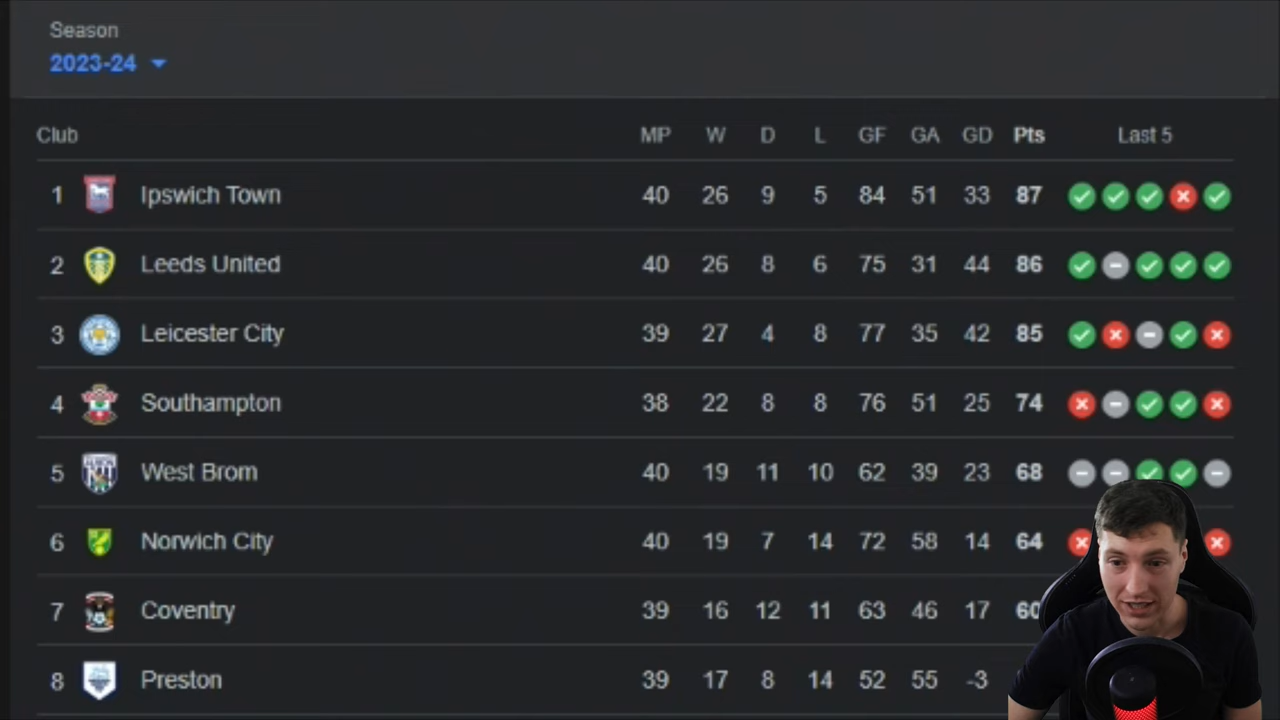 Season
2023-24
Club MP W D L GF GA GD Pts Last 5
1 Ipswich Town 40 26 9 5 84 51 33 87
2 Leeds United 40 26 8 6 75 31 44 86
3 Leicester City 39 27 4 8 77 35 42 85
4 Southampton 38 22 8 8 76 51 25 74
5 West Brom 40 19 11 10 62 39 23 68
6 Norwich City 40 19 7 14 72 58 14 64
7 Coventry 39 16 12 11 63 46 17 60
8 Preston 39 17 8 14 52 55 -3